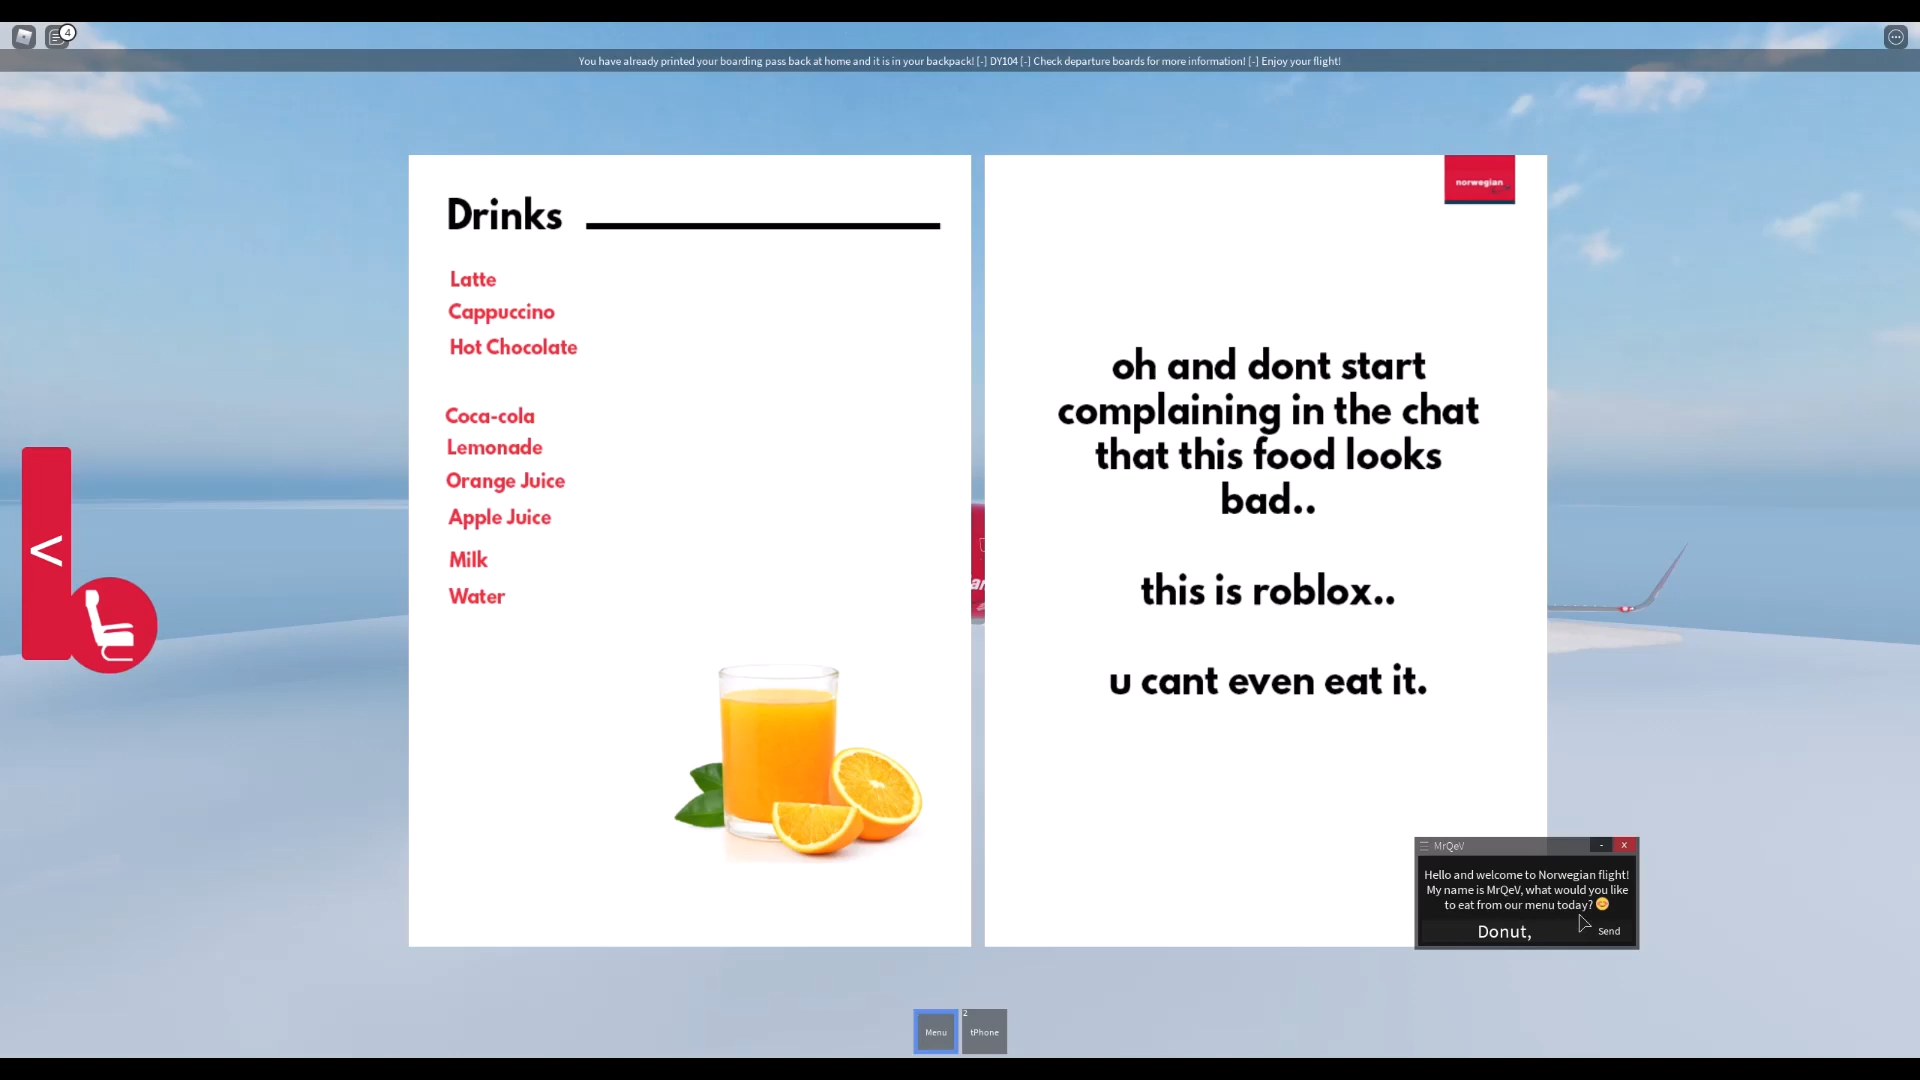 4
You have already printed your boarding pass back at home and it is in your backpack! [-] DY104 [-] Check departure boards for more information! [-] Enjoy your flight!
Drinks
Latte
Cappuccino
Hot Chocolate
Coca-cola
Lemonade
Orange Juice
Apple Juice
Milk
Water
norwegian
oh and dont start
complaining in the chat
that this food looks
bad..
this is roblox..
u cant even eat it.
<
MrQeV
-
X
Hello and welcome to Norwegian flight!
My name is MrQeV, what would you like
to eat from our menu today? 😊
Donut,
Send
Menu
2
tPhone